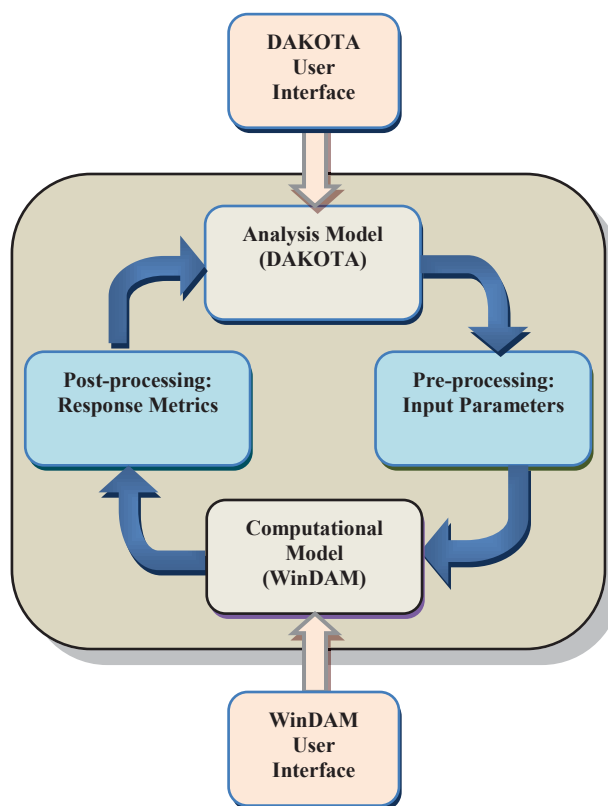 DAKOTA
User
Interface
Analysis Model
(DAKOTA)
Post-processing:
Response Metrics
Pre-processing:
Input Parameters
Computational
Model
(WinDAM)
WinDAM
User
Interface